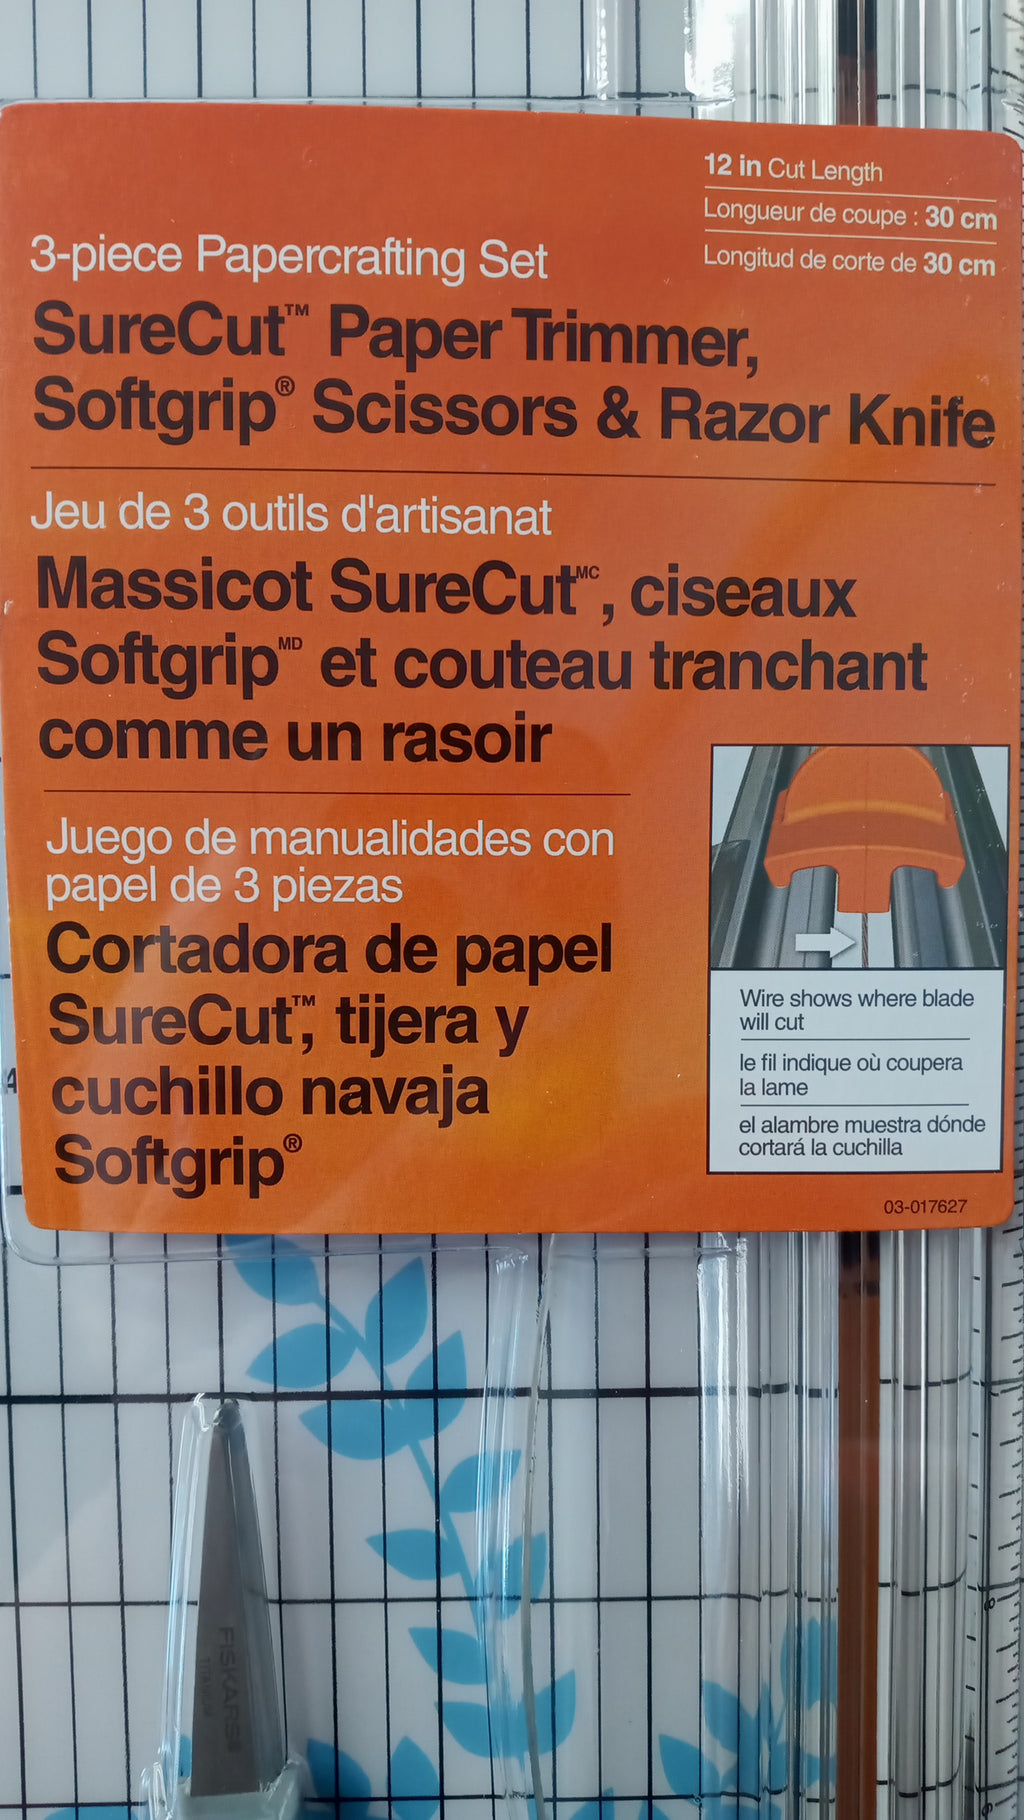 12 in Cut Length
Longueur de coupe : 30 cm
Longitud de corte de 30 cm
3-piece Papercrafting Set
SureCut™ Paper Trimmer,
Softgrip® Scissors & Razor Knife
Jeu de 3 outils d'artisanat
Massicot SureCut MC, ciseaux
Softgrip MD et couteau tranchant
comme un rasoir
Juego de manualidades con
papel de 3 piezas
Cortadora de papel
SureCut™, tijera y
cuchillo navaja
Softgrip®
Wire shows where blade
will cut
le fil indique où coupera
la lame
el alambre muestra dónde
cortará la cuchilla
03-017627
4
FISKARS®